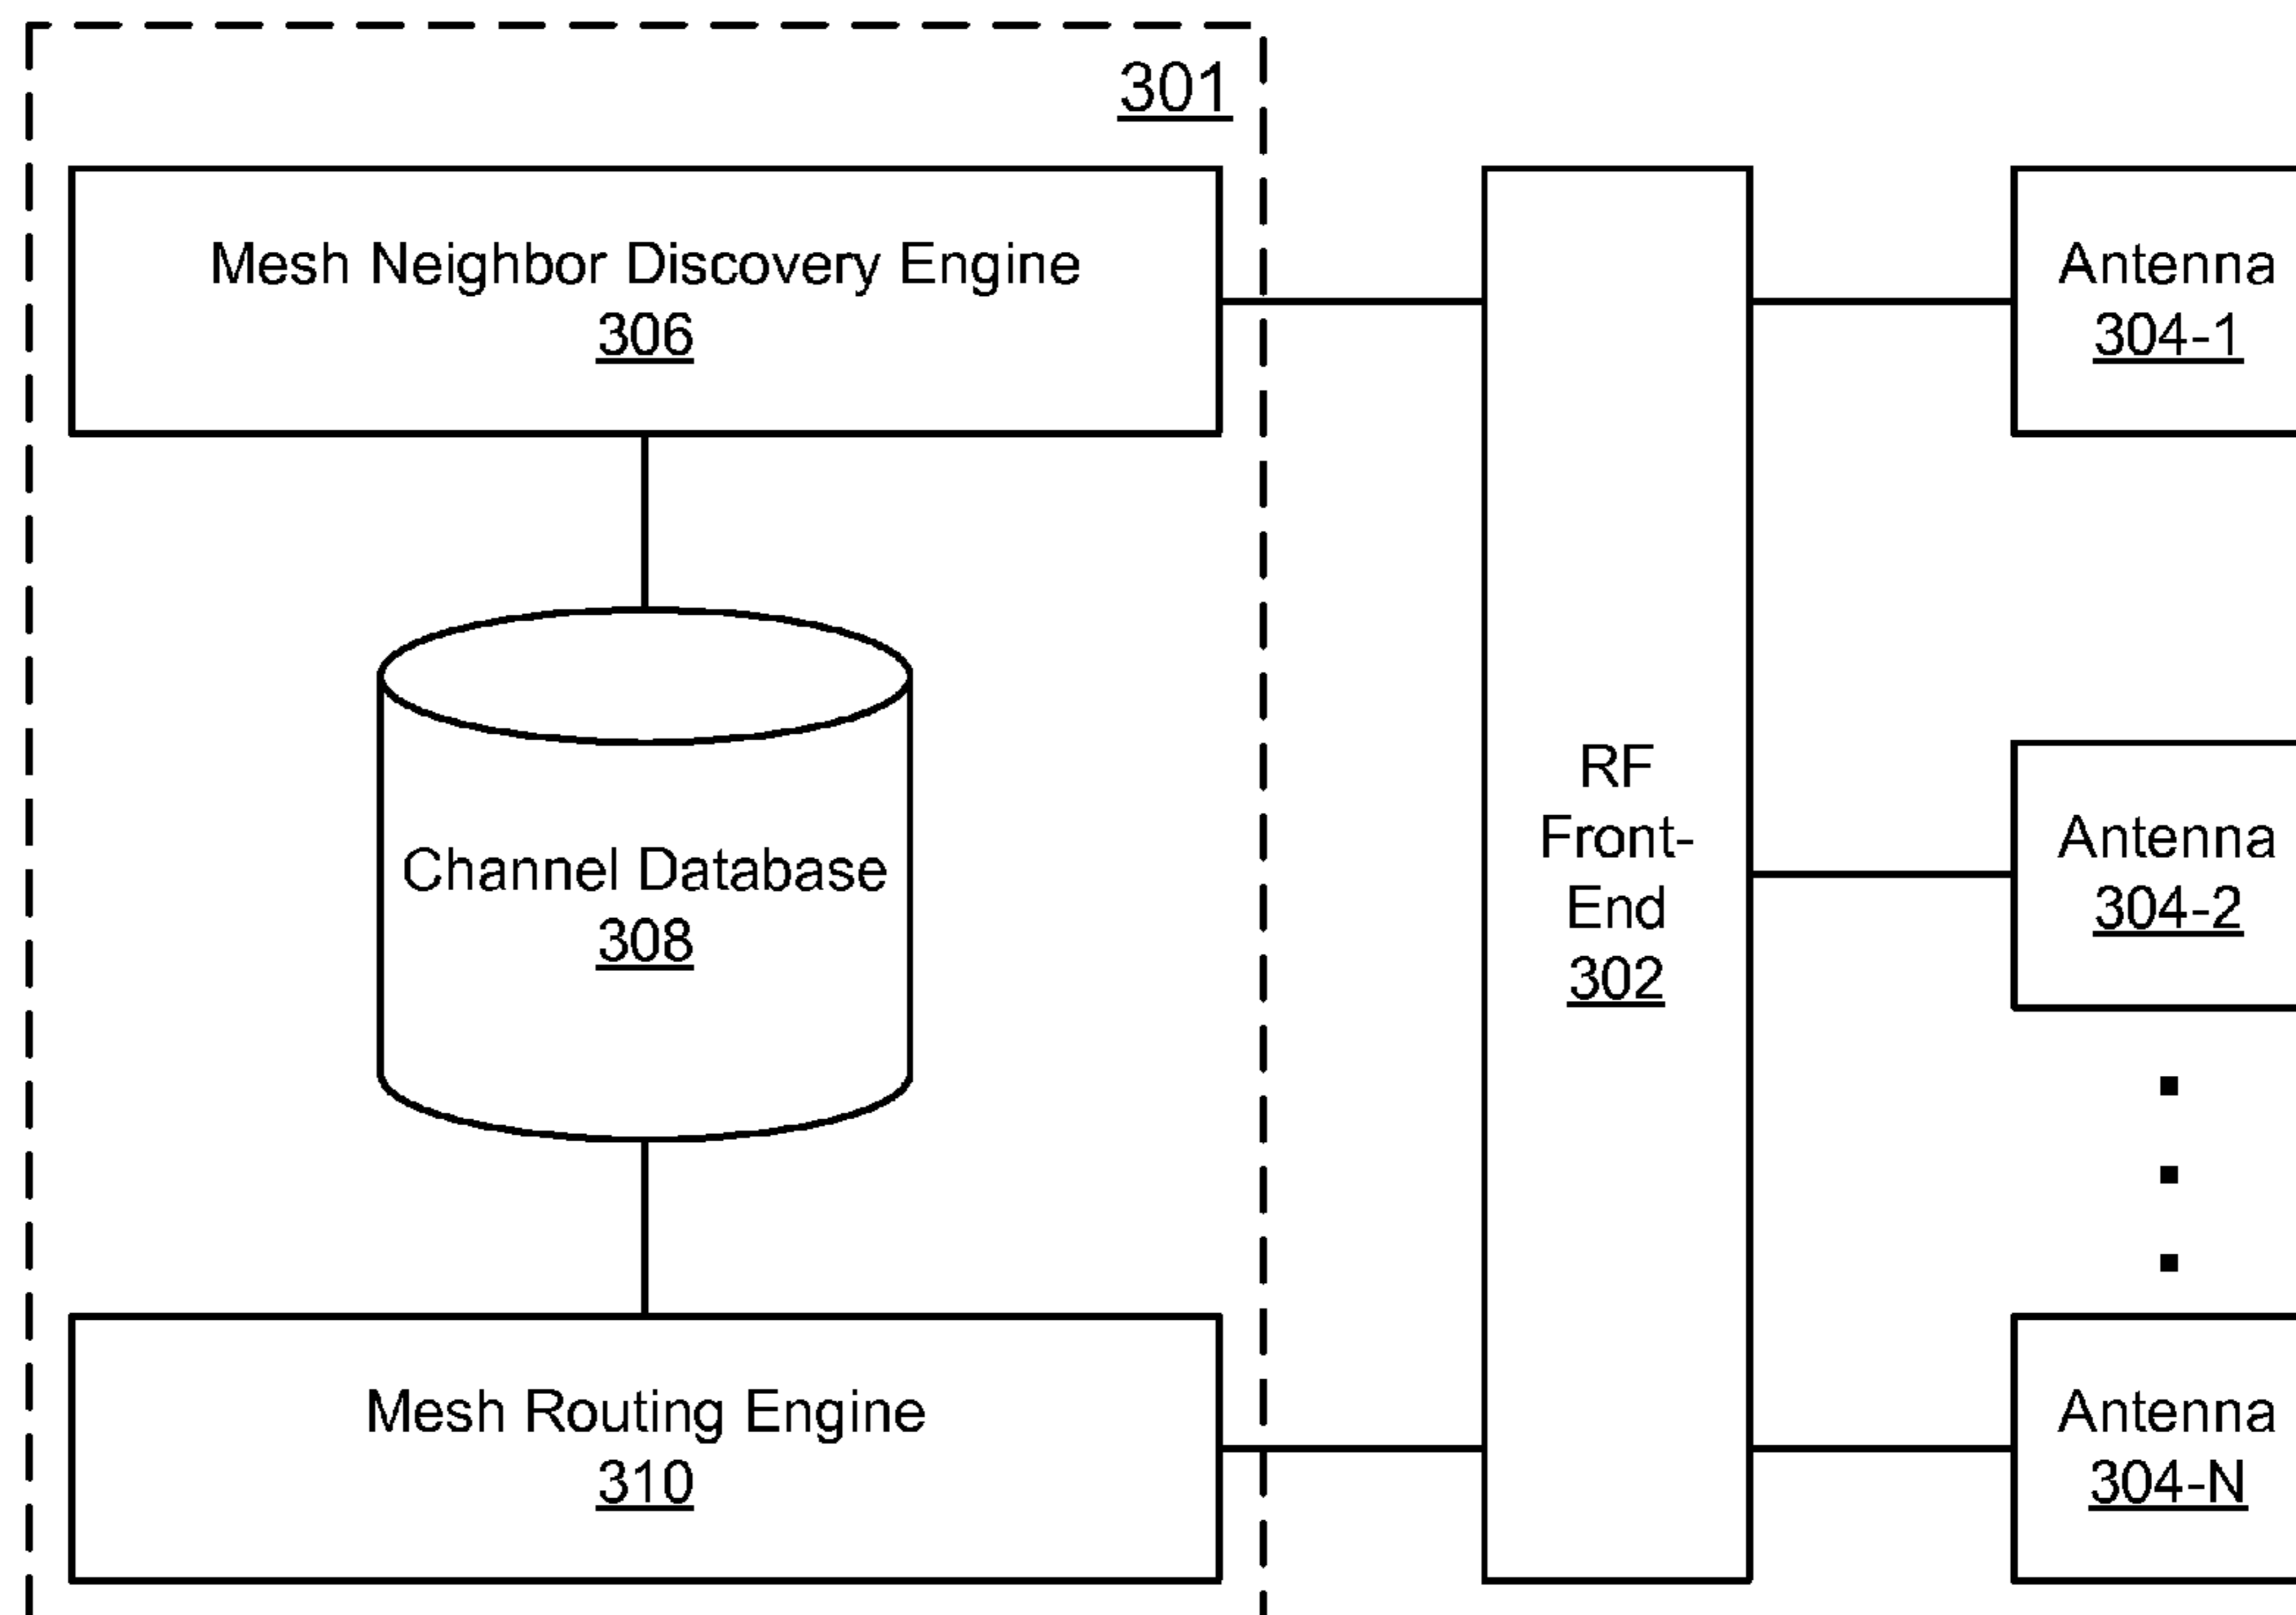 301
Mesh Neighbor Discovery Engine
306
Antenna
304-1
RF
Front-
End
302
Antenna
304-2
Channel Database
308
Mesh Routing Engine
310
Antenna
304-N